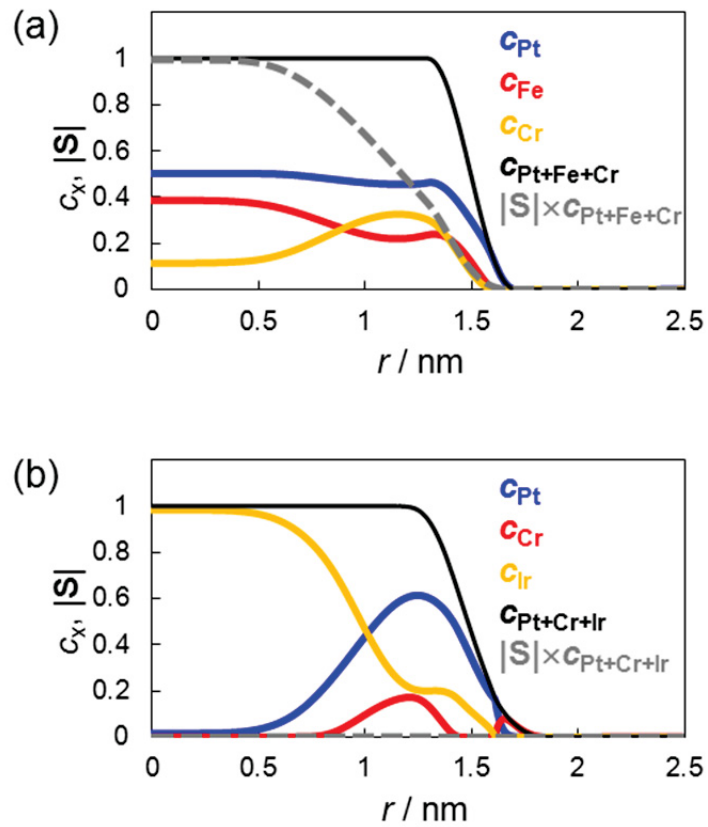 (a)
c_Pt
c_Fe
c_Cr
c_Pt+Fe+Cr
|S|×c_Pt+Fe+Cr
c_x, |S|
1
0.8
0.6
0.4
0.2
0
0 0.5 1 1.5 2 2.5
r / nm
(b)
c_Pt
c_Cr
c_Ir
c_Pt+Cr+Ir
|S|×c_Pt+Cr+Ir
c_x, |S|
1
0.8
0.6
0.4
0.2
0
0 0.5 1 1.5 2 2.5
r / nm